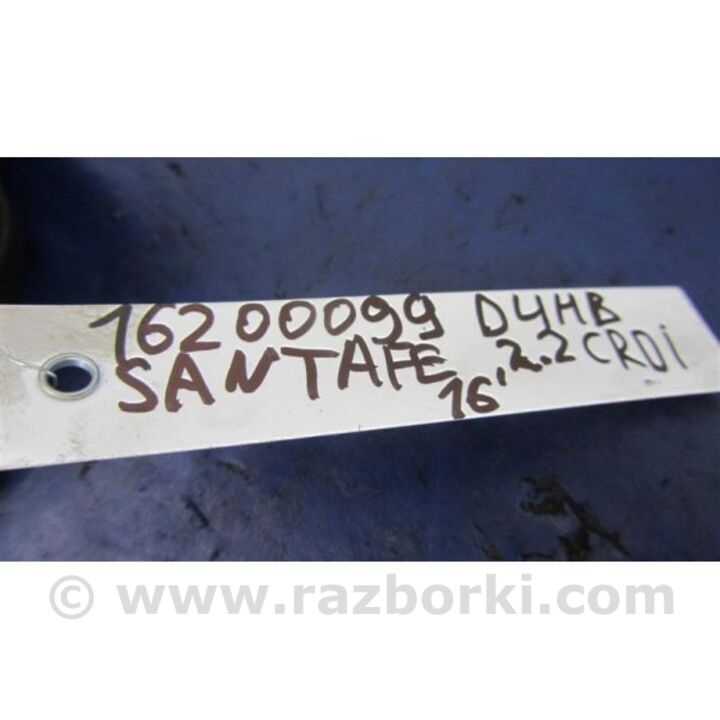 16200099 D4HB
SANTAFE 16' 2.2 CRDi
© www.razborki.com